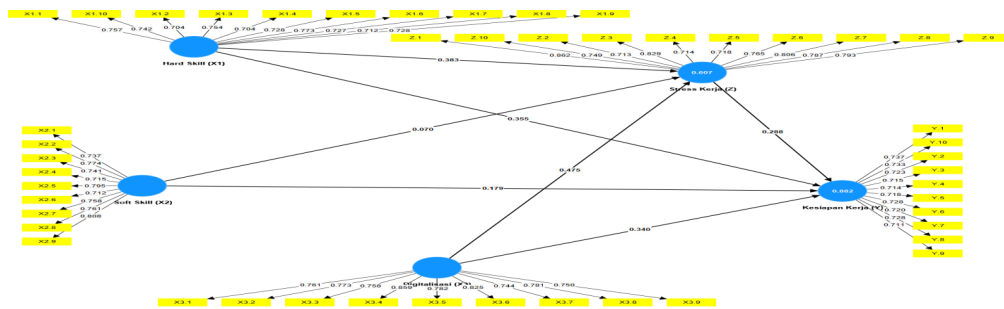 X1.1 X1.10 X1.2 X1.3 X1.4 X1.5 X1.6 X1.7 X1.8 X1.9
0.757 0.742 0.704 0.754 0.704 0.728 0.773 0.727 0.712 0.728
Hard Skill (X1)
Z.1 Z.10 Z.2 Z.3 Z.4 Z.5 Z.6 Z.7 Z.8 Z.9
0.749 0.713 0.829 0.714 0.718 0.765 0.806 0.787 0.793
0.607
Stress Kerja (Z)
0.383
0.355
0.070
0.288
0.475
0.179
0.340
X2.1
X2.2
X2.3
X2.4
X2.5
X2.6
X2.7
X2.8
X2.9
0.737
0.774
0.741
0.715
0.795
0.712
0.758
0.761
0.808
Soft Skill (X2)
Y.1
Y.10
Y.2
Y.3
Y.4
Y.5
Y.6
Y.7
Y.8
Y.9
0.737
0.733
0.723
0.715
0.714
0.718
0.728
0.720
0.728
0.711
0.882
Kesiapan Kerja (Y)
Digitalisasi
0.761 0.773 0.758 0.859 0.782 0.825 0.744 0.781 0.750
X3.1 X3.2 X3.3 X3.4 X3.5 X3.6 X3.7 X3.8 X3.9